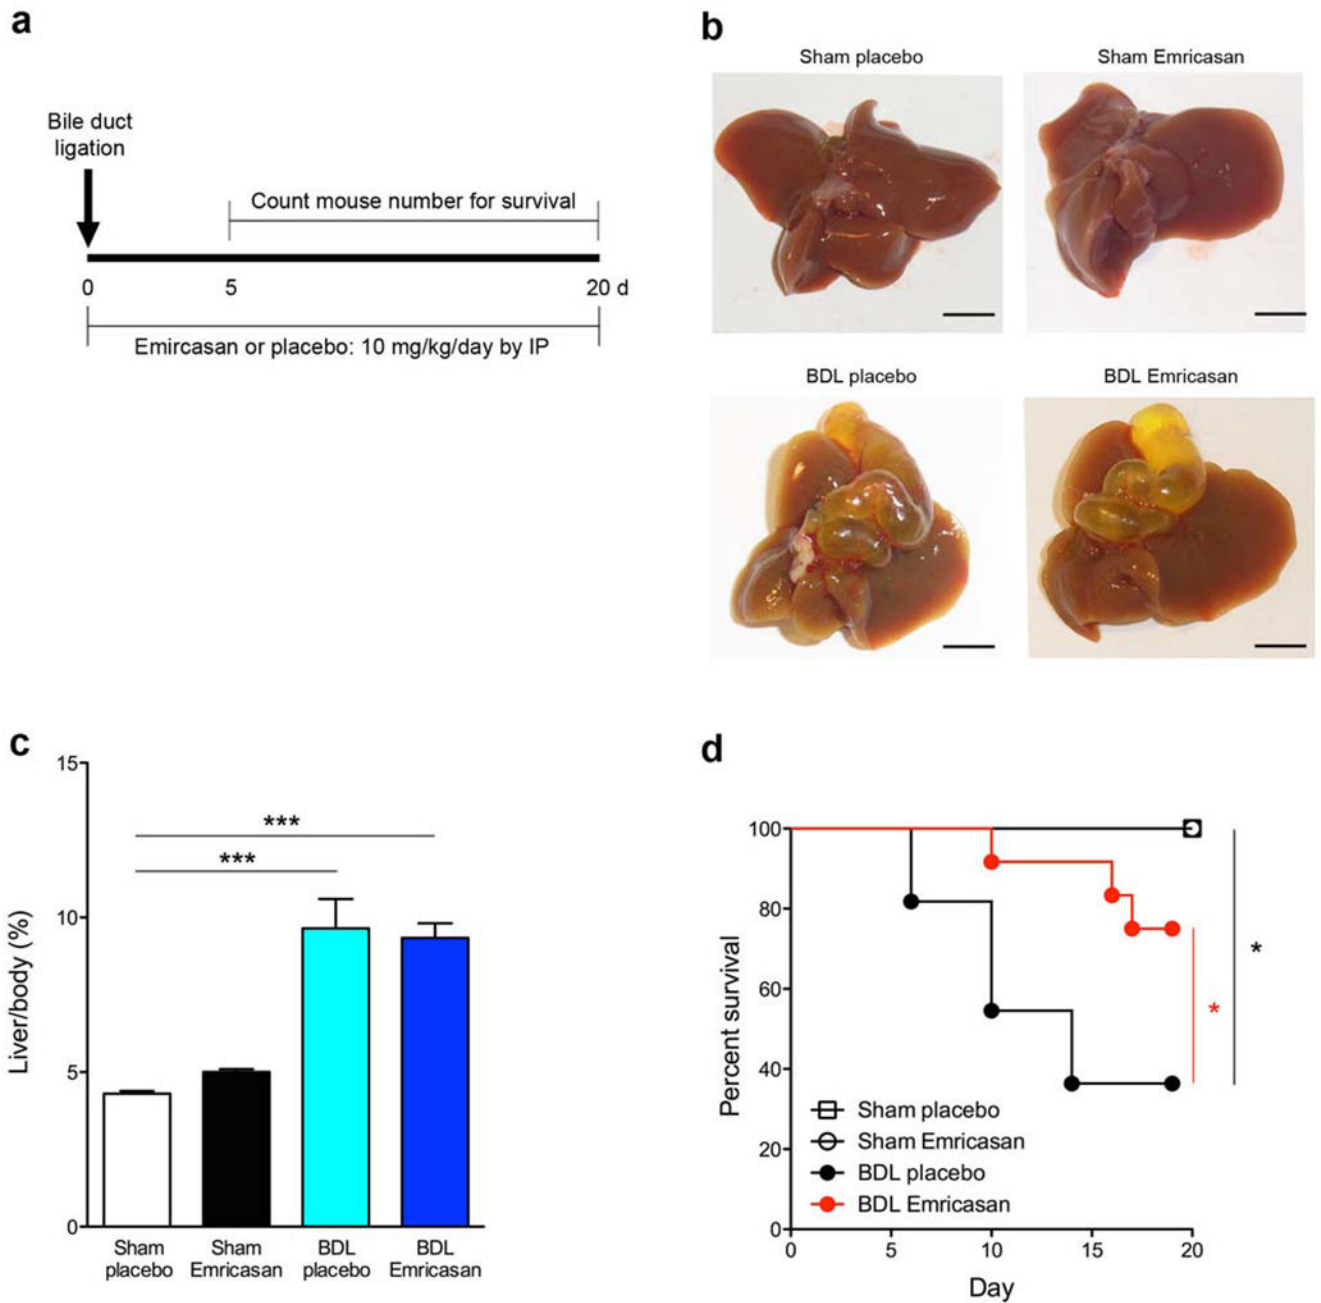 a
Bile duct
ligation
Count mouse number for survival
0
5
20 d
Emircasan or placebo: 10 mg/kg/day by IP
b
Sham placebo
Sham Emricasan
BDL placebo
BDL Emricasan
c
Liver/body (%)
15
10
5
0
***
***
Sham
placebo
Sham
Emricasan
BDL
placebo
BDL
Emricasan
d
Percent survival
100
80
60
40
20
0
*
*
Sham placebo
Sham Emricasan
BDL placebo
BDL Emricasan
0
5
10
15
20
Day